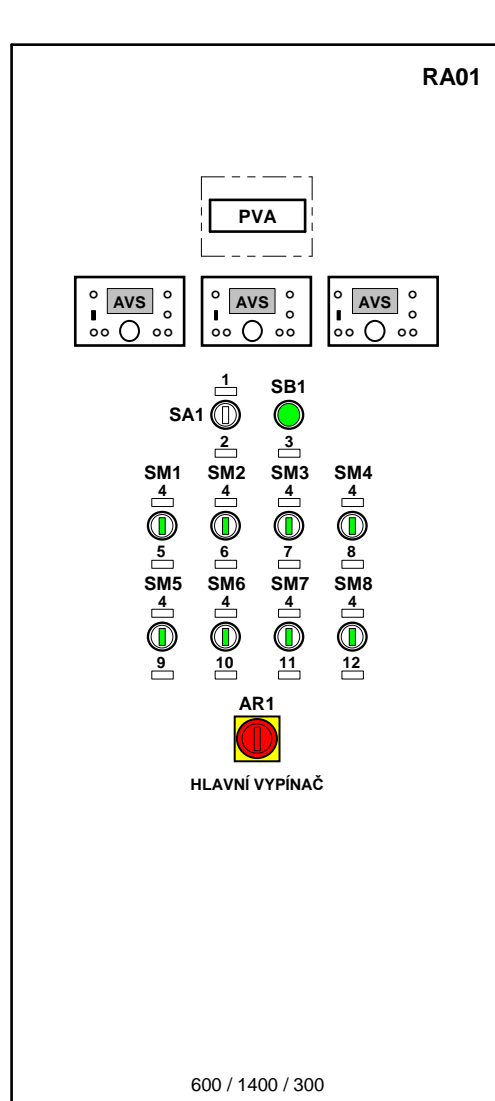 RA01
PVA
AVS AVS AVS
1
SB1
SA1
2 3
SM1 SM2 SM3 SM4
4 4 4 4
5 6 7 8
SM5 SM6 SM7 SM8
4 4 4 4
9 10 11 12
AR1
HLAVNÍ VYPÍNAČ
600 / 1400 / 300